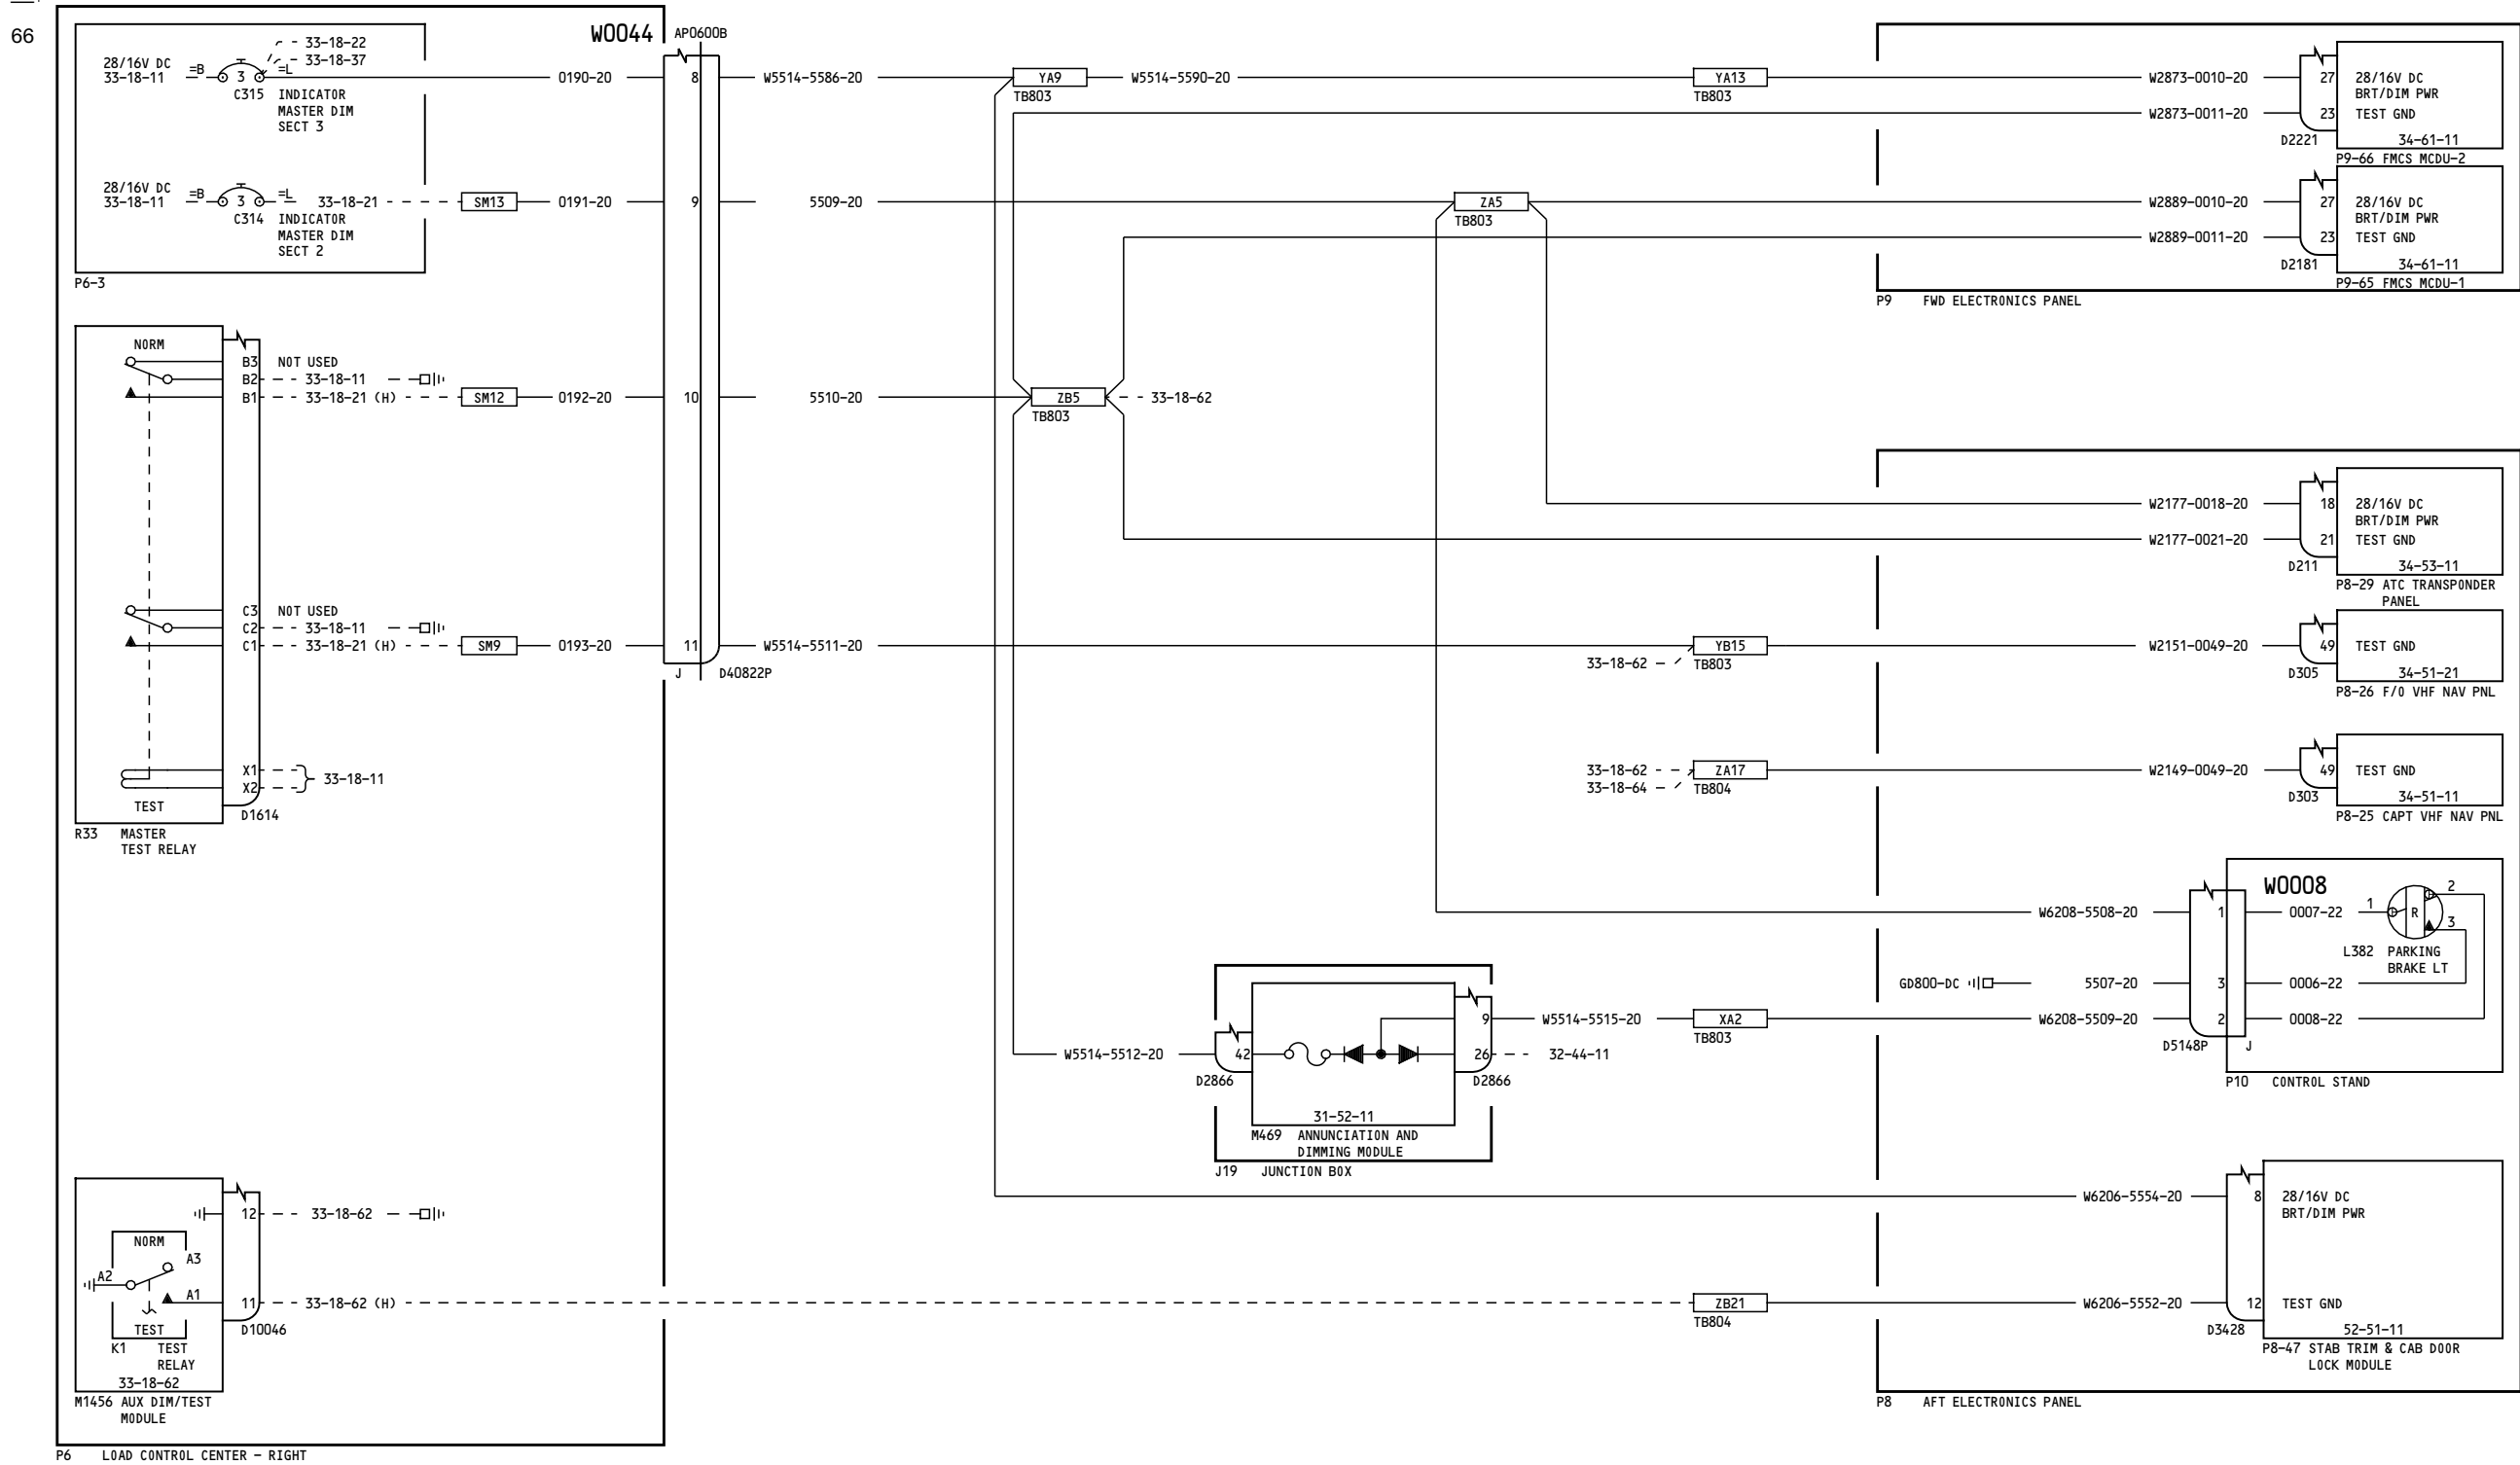 66
W0044
AP0600B
33-18-22
33-18-37
28/16V DC
33-18-11
=B
3
=L
C315
INDICATOR
MASTER DIM
SECT 3
0190-20
8
W5514-5586-20
YA9
TB803
W5514-5590-20
YA13
TB803
W2873-0010-20
27
28/16V DC
BRT/DIM PWR
W2873-0011-20
23
TEST GND
D2221
34-61-11
P9-66 FMCS MCDU-2
28/16V DC
33-18-11
=B
3
=L
33-18-21
SM13
0191-20
9
5509-20
ZA5
TB803
W2889-0010-20
27
28/16V DC
BRT/DIM PWR
C314
INDICATOR
MASTER DIM
SECT 2
W2889-0011-20
23
TEST GND
D2181
34-61-11
P9-65 FMCS MCDU-1
P6-3
P9 FWD ELECTRONICS PANEL
NORM
B3
NOT USED
B2
33-18-11
B1
33-18-21 (H)
SM12
0192-20
10
5510-20
ZB5
TB803
33-18-62
W2177-0018-20
18
28/16V DC
BRT/DIM PWR
W2177-0021-20
21
TEST GND
D211
34-53-11
P8-29 ATC TRANSPONDER
PANEL
C3
NOT USED
C2
33-18-11
C1
33-18-21 (H)
SM9
0193-20
11
W5514-5511-20
J
D40822P
33-18-62
YB15
TB803
W2151-0049-20
49
TEST GND
D305
34-51-21
P8-26 F/O VHF NAV PNL
X1
X2
33-18-11
TEST
D1614
R33 MASTER
TEST RELAY
33-18-62
33-18-64
ZA17
TB804
W2149-0049-20
49
TEST GND
D303
34-51-11
P8-25 CAPT VHF NAV PNL
W0008
W6208-5508-20
1
0007-22
1
R
2
3
L382 PARKING
BRAKE LT
GD800-DC
5507-20
3
0006-22
W5514-5512-20
42
D2866
9
W5514-5515-20
XA2
TB803
W6208-5509-20
2
0008-22
26
32-44-11
D2866
D5148P
J
P10 CONTROL STAND
31-52-11
M469 ANNUNCIATION AND
DIMMING MODULE
J19 JUNCTION BOX
W6206-5554-20
8
28/16V DC
BRT/DIM PWR
12
33-18-62
NORM
A3
A2
A1
11
33-18-62 (H)
TEST
D10046
K1 TEST
RELAY
33-18-62
M1456 AUX DIM/TEST
MODULE
ZB21
TB804
W6206-5552-20
12
TEST GND
D3428
52-51-11
P8-47 STAB TRIM & CAB DOOR
LOCK MODULE
P8 AFT ELECTRONICS PANEL
P6 LOAD CONTROL CENTER - RIGHT